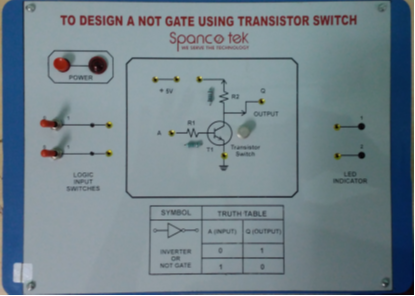 TO DESIGN A NOT GATE USING TRANSISTOR SWITCH
Spancotek
WE SERVE THE TECHNOLOGY
POWER
+ 5V
R2
Q
OUTPUT
R1
A
T1
Transistor
Switch
LOGIC
INPUT
SWITCHES
1
2
LED
INDICATOR
SYMBOL
TRUTH TABLE
A (INPUT) Q (OUTPUT)
INVERTER
OR
NOT GATE
0 1
1 0